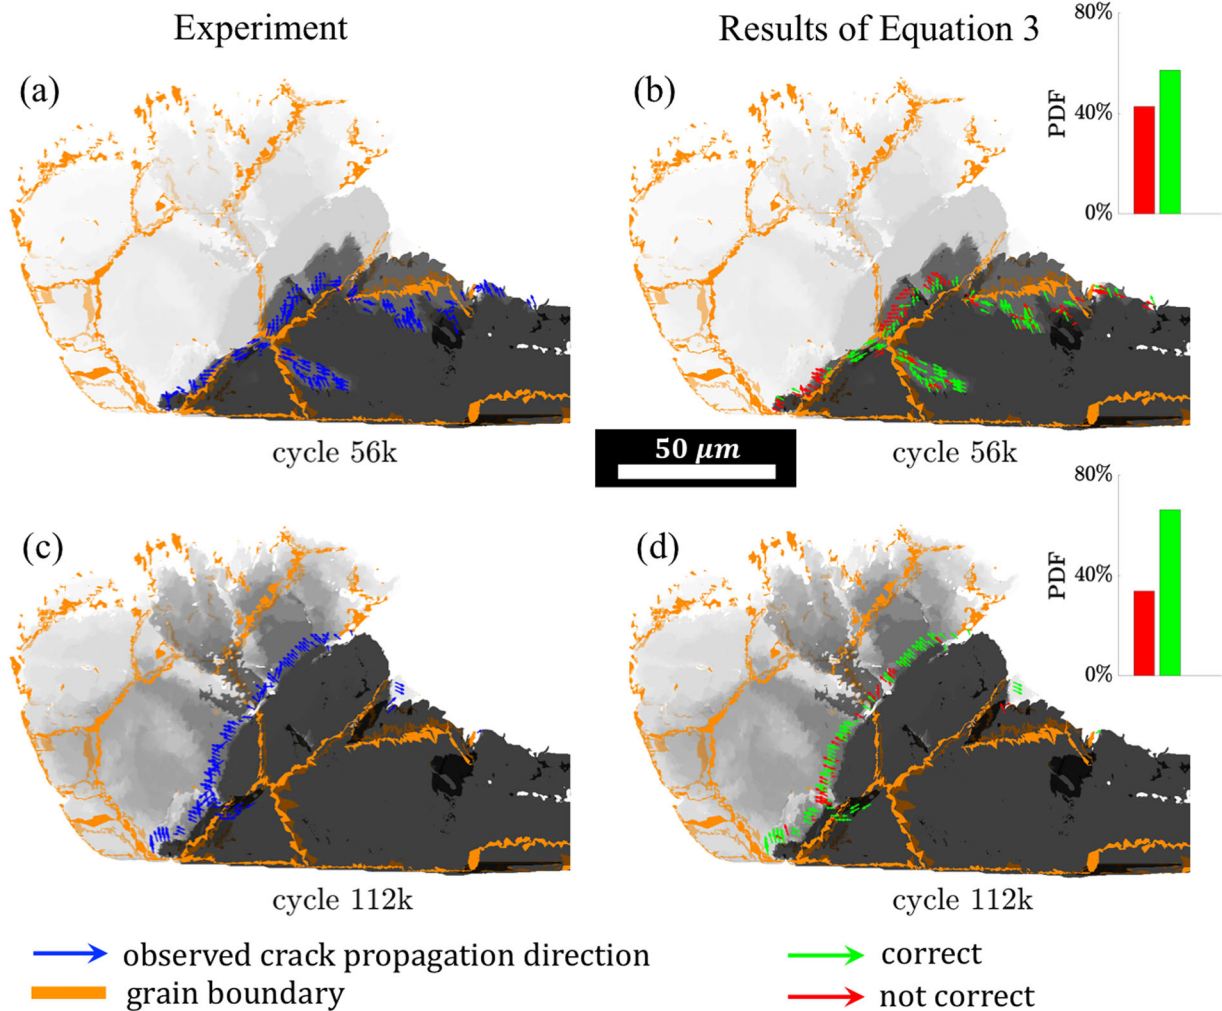 Experiment
Results of Equation 3
(a)
(b)
80%
40%
0%
PDF
cycle 56k
50 μm
cycle 56k
(c)
(d)
80%
40%
0%
PDF
cycle 112k
cycle 112k
observed crack propagation direction
correct
grain boundary
not correct